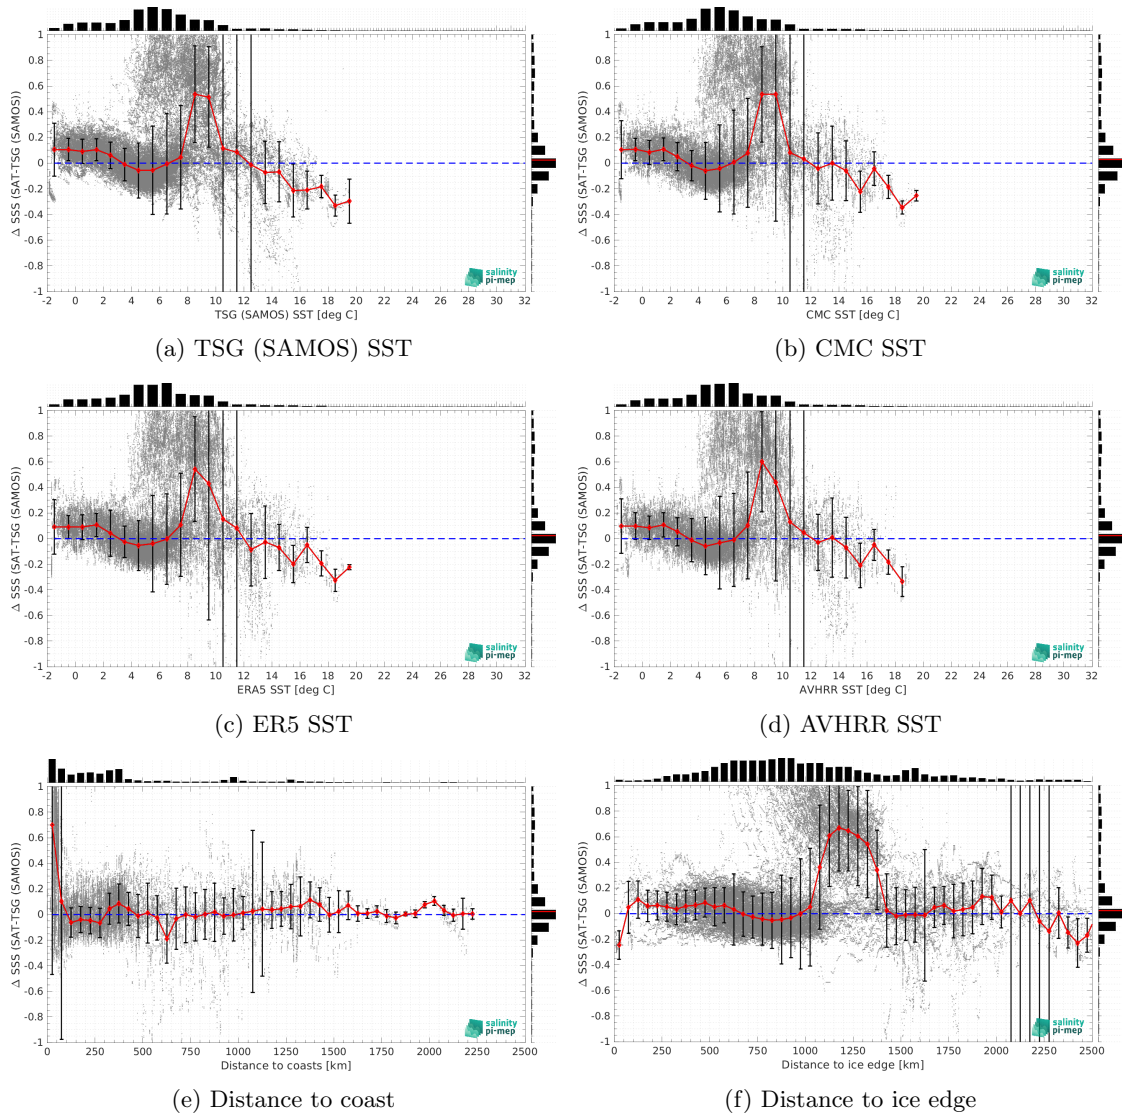 1
0.8
0.6
0.4
0.2
0
-0.2
-0.4
-0.6
-0.8
-1
Δ SSS (SAT-TSG (SAMOS))
salinity
pi-mep
-2 0 2 4 6 8 10 12 14 16 18 20 22 24 26 28 30 32
TSG (SAMOS) SST [deg C]
(a) TSG (SAMOS) SST
1
0.8
0.6
0.4
0.2
0
-0.2
-0.4
-0.6
-0.8
-1
Δ SSS (SAT-TSG (SAMOS))
salinity
pi-mep
-2 0 2 4 6 8 10 12 14 16 18 20 22 24 26 28 30 32
CMC SST [deg C]
(b) CMC SST
1
0.8
0.6
0.4
0.2
0
-0.2
-0.4
-0.6
-0.8
-1
Δ SSS (SAT-TSG (SAMOS))
salinity
pi-mep
-2 0 2 4 6 8 10 12 14 16 18 20 22 24 26 28 30 32
ERA5 SST [deg C]
(c) ER5 SST
1
0.8
0.6
0.4
0.2
0
-0.2
-0.4
-0.6
-0.8
-1
Δ SSS (SAT-TSG (SAMOS))
salinity
pi-mep
-2 0 2 4 6 8 10 12 14 16 18 20 22 24 26 28 30 32
AVHRR SST [deg C]
(d) AVHRR SST
1
0.8
0.6
0.4
0.2
0
-0.2
-0.4
-0.6
-0.8
-1
Δ SSS (SAT-TSG (SAMOS))
salinity
pi-mep
0 250 500 750 1000 1250 1500 1750 2000 2250 2500
Distance to coasts [km]
(e) Distance to coast
1
0.8
0.6
0.4
0.2
0
-0.2
-0.4
-0.6
-0.8
-1
Δ SSS (SAT-TSG (SAMOS))
salinity
pi-mep
0 250 500 750 1000 1250 1500 1750 2000 2250 2500
Distance to ice edge [km]
(f) Distance to ice edge